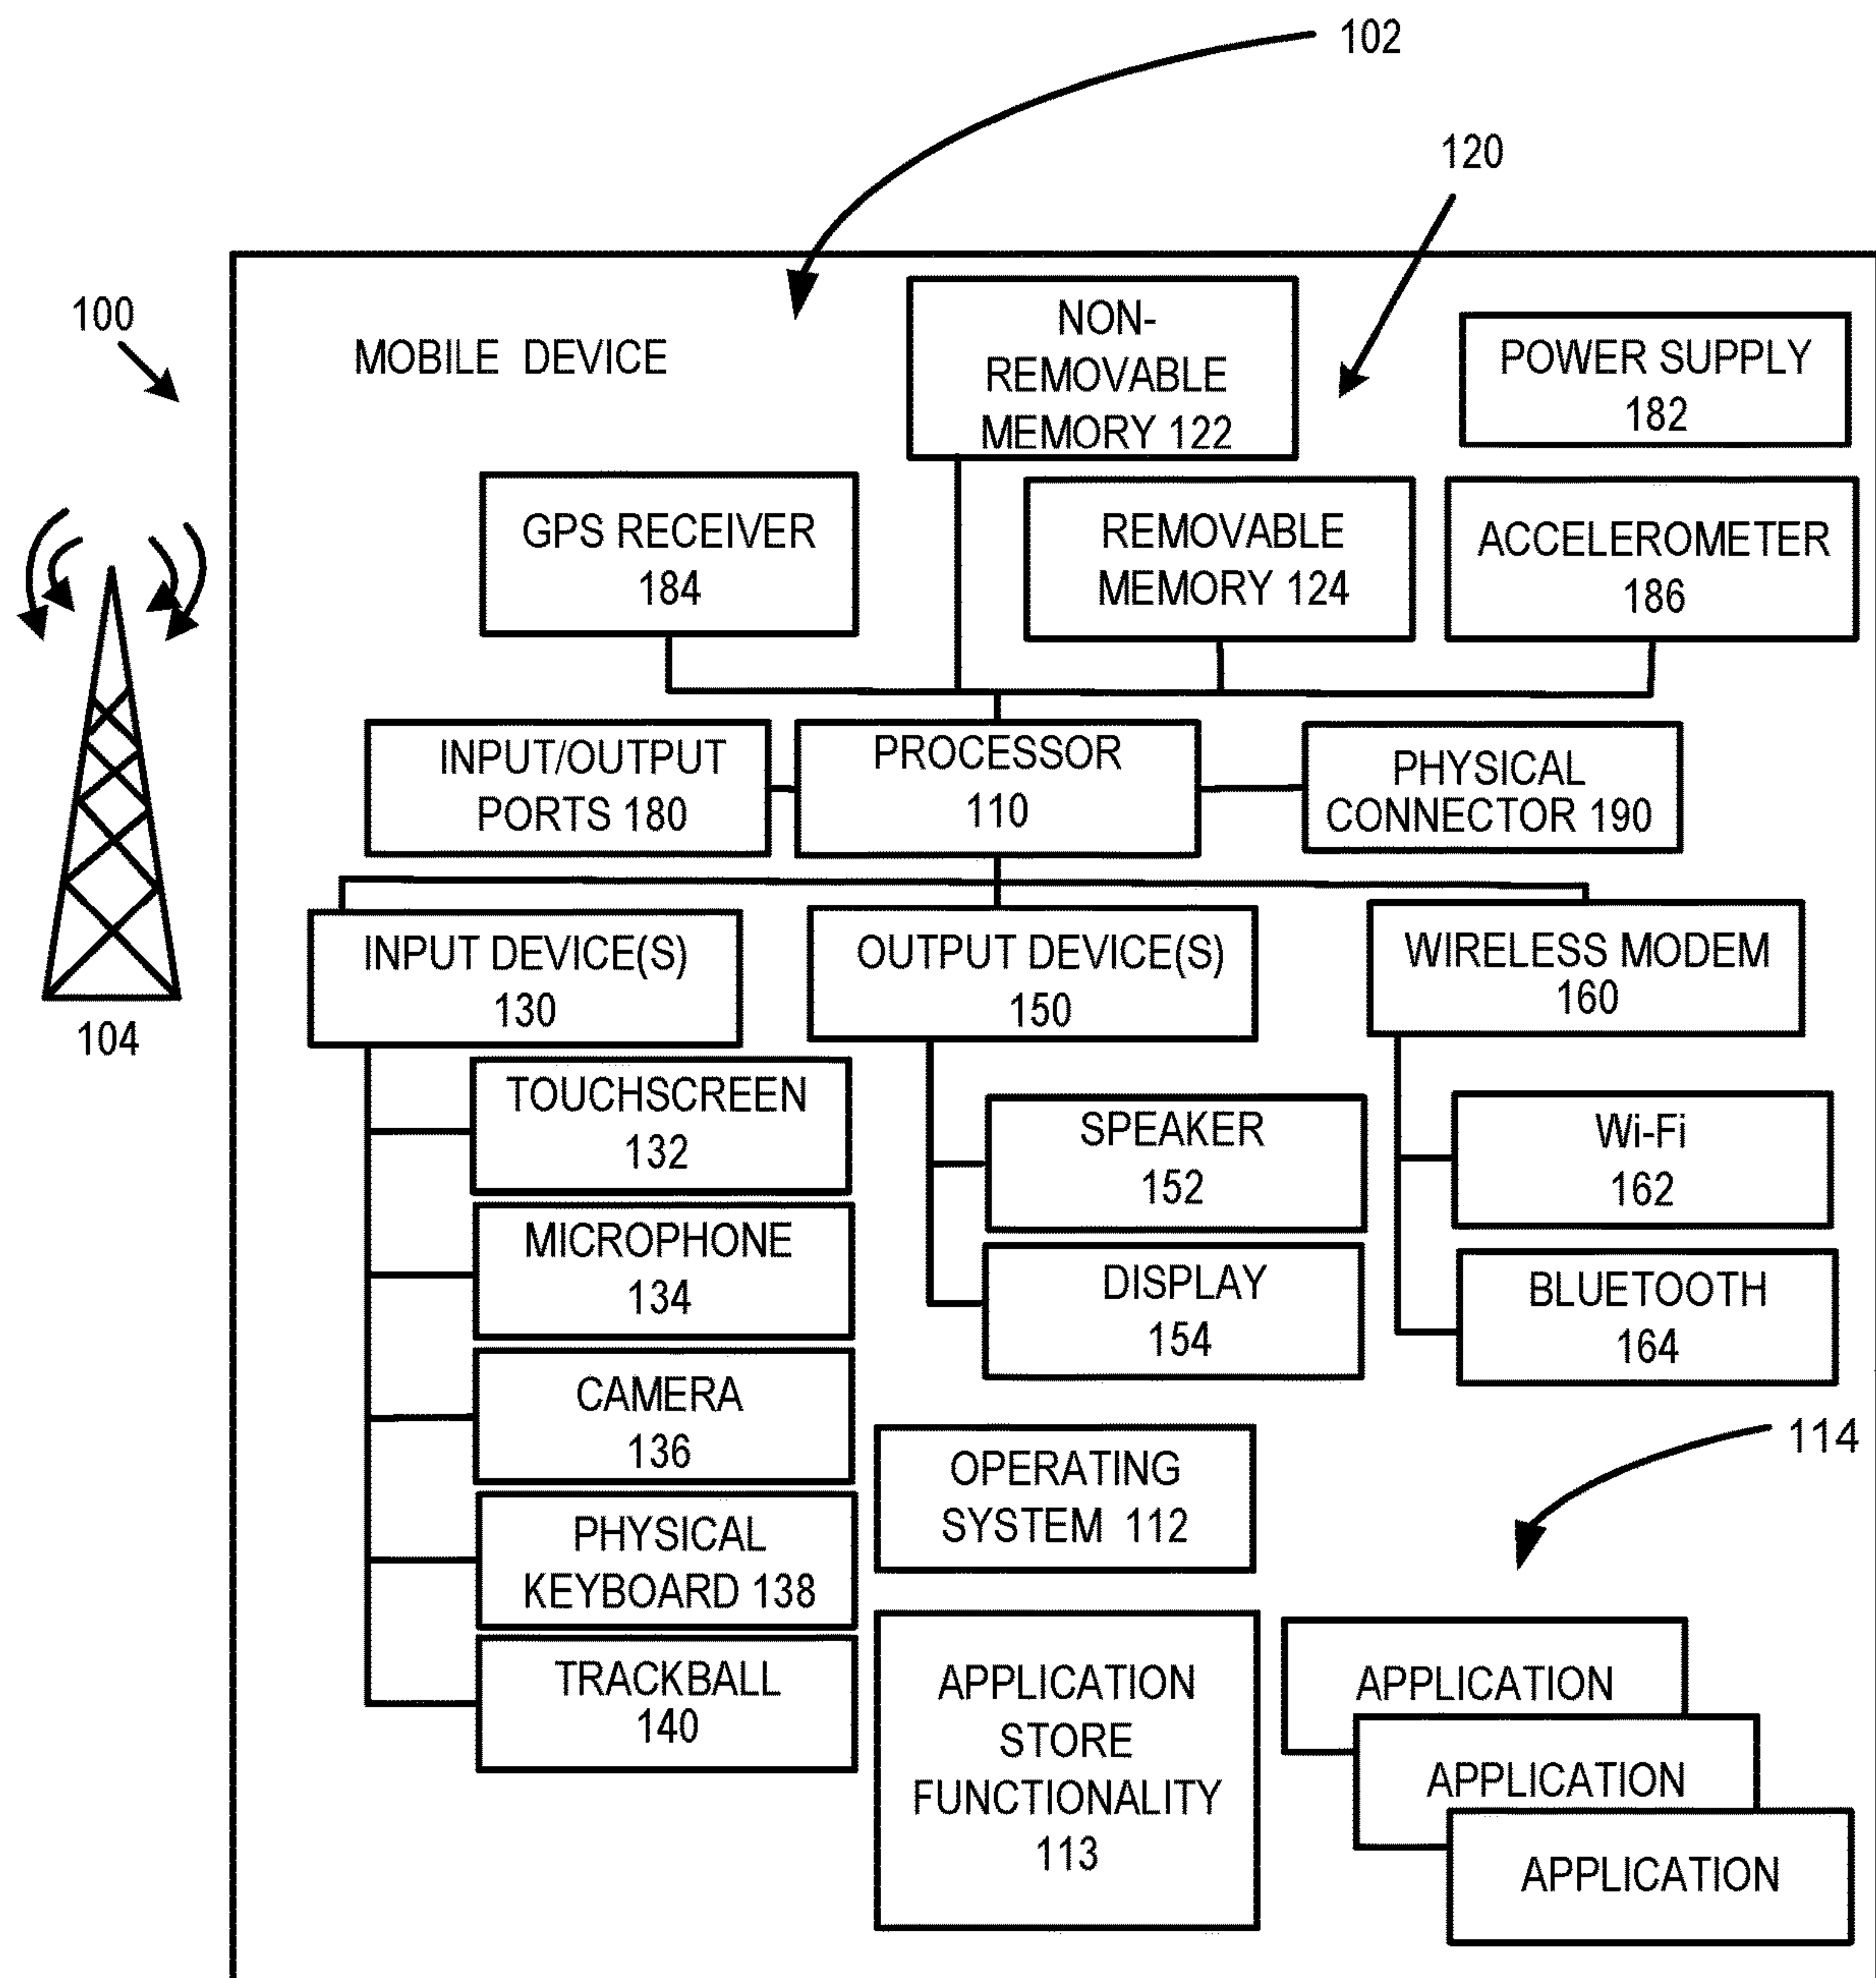 102
120
100
MOBILE DEVICE
NON-
REMOVABLE
MEMORY 122
POWER SUPPLY
182
GPS RECEIVER
184
REMOVABLE
MEMORY 124
ACCELEROMETER
186
INPUT/OUTPUT
PORTS 180
PROCESSOR
110
PHYSICAL
CONNECTOR 190
INPUT DEVICE(S)
130
OUTPUT DEVICE(S)
150
WIRELESS MODEM
160
104
TOUCHSCREEN
132
SPEAKER
152
Wi-Fi
162
MICROPHONE
134
DISPLAY
154
BLUETOOTH
164
CAMERA
136
OPERATING
SYSTEM 112
114
PHYSICAL
KEYBOARD 138
TRACKBALL
140
APPLICATION
STORE
FUNCTIONALITY
113
APPLICATION
APPLICATION
APPLICATION